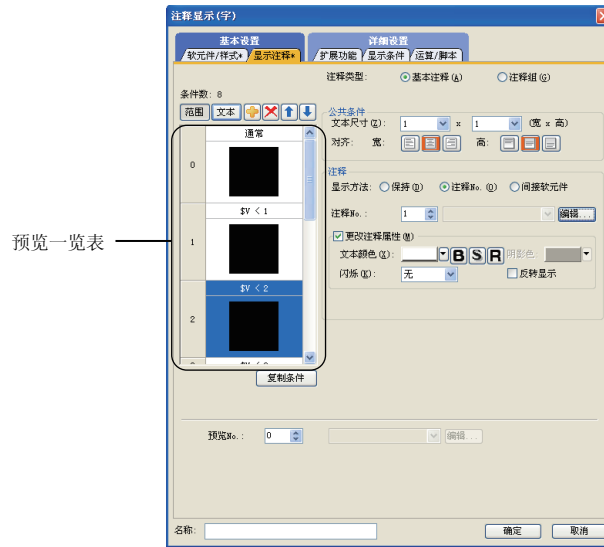 注释显示(字)
基本设置 详细设置
软元件/样式* 显示注释* 扩展功能 显示条件 运算/脚本
注释类型: 基本注释(A) 注释组(G)
条件数: 8
范围 文本
公共条件
文本尺寸(Z): 1 x 1 (宽 x 高)
对齐: 宽: 高:
通常
0
$V < 1
1
$V < 2
2
注释
显示方法: 保持(D) 注释No.(O) 间接软元件
注释No.: 1 编辑...
更改注释属性(M)
文本颜色(X): B S R 阴影色:
闪烁(K): 无 反转显示
预览一览表
复制条件
预览No.: 0 编辑...
名称: 确定 取消